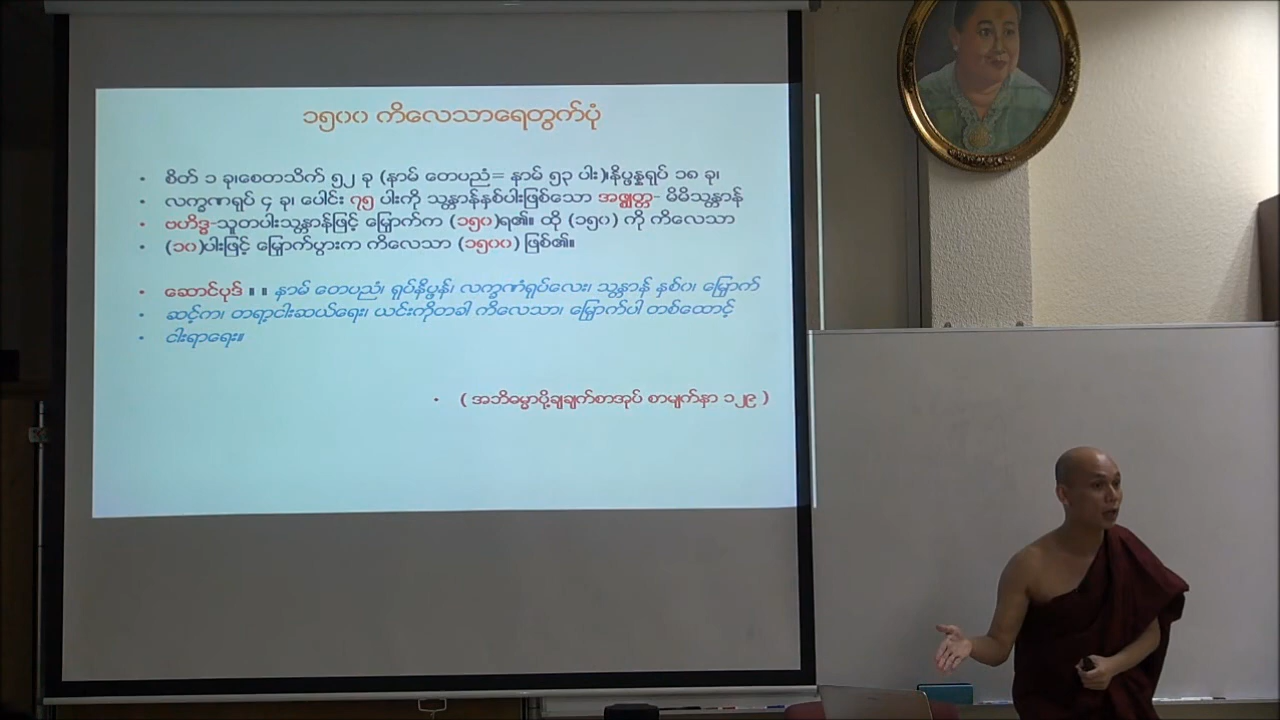 ၁၅၀၀ ကိလေသာရေတွက်ပုံ
• စိတ် ၁ ခု၊စေတသိက် ၅၂ ခု (နာမ် တေပညံ= နာမ် ၅၃ ပါး)၊နိပ္ဖန္နရုပ် ၁၈ ခု၊
• လက္ခဏရုပ် ၄ ခု၊ ပေါင်း ၇၅ ပါးကို သန္တာန်နှစ်ပါးဖြစ်သော အဇ္ဈတ္တ- မိမိသန္တာန်
• ဗဟိဒ္ဓ-သူတပါးသန္တာန်ဖြင့် မြှောက်က (၁၅၀)ရ၏။ ထို (၁၅၀) ကို ကိလေသာ
• (၁၀)ပါးဖြင့် မြှောက်ပွားက ကိလေသာ (၁၅၀၀) ဖြစ်၏။
• ဆောင်ပုဒ် ။ ။ နာမ် တေပညံ၊ ရုပ်နိပ္ဖန်၊ လက္ခဏံရုပ်လေး၊ သန္တာန် နှစ်ဝ၊ မြှောက်
• ဆင့်က၊ တရာ့ငါးဆယ်ရေး၊ ယင်းကိုတခါ ကိလေသာ၊ မြှောက်ပါ တစ်ထောင့်
• ငါးရာရေး။
• ( အဘိဓမ္မာပို့ချချက်စာအုပ် စာမျက်နှာ ၁၂၉ )